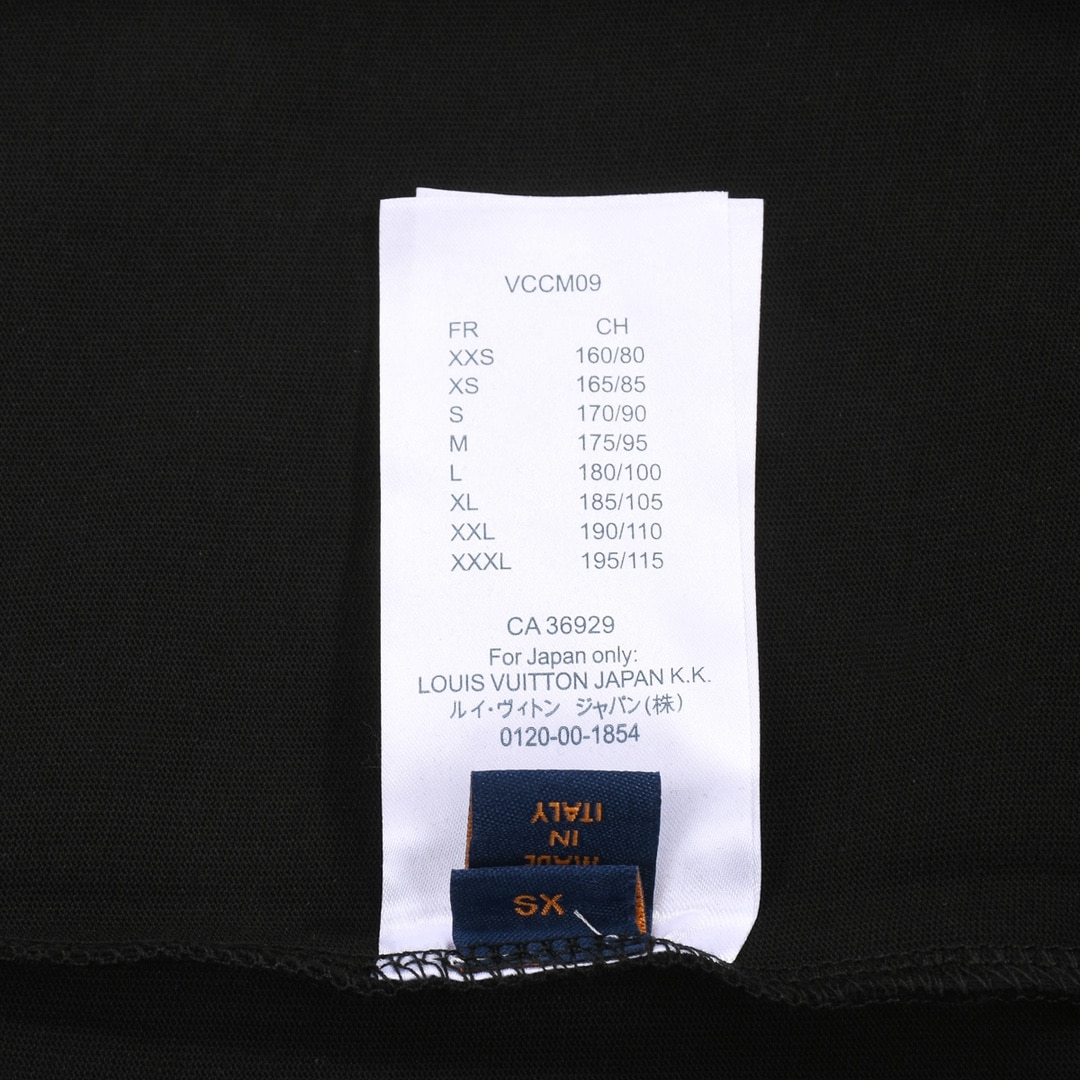 VCCM09
FR CH
XXS 160/80
XS 165/85
S 170/90
M 175/95
L 180/100
XL 185/105
XXL 190/110
XXXL 195/115
CA 36929
For Japan only:
LOUIS VUITTON JAPAN K.K.
ルイ・ヴィトン ジャパン(株)
0120-00-1854
MADE
IN
ITALY
XS